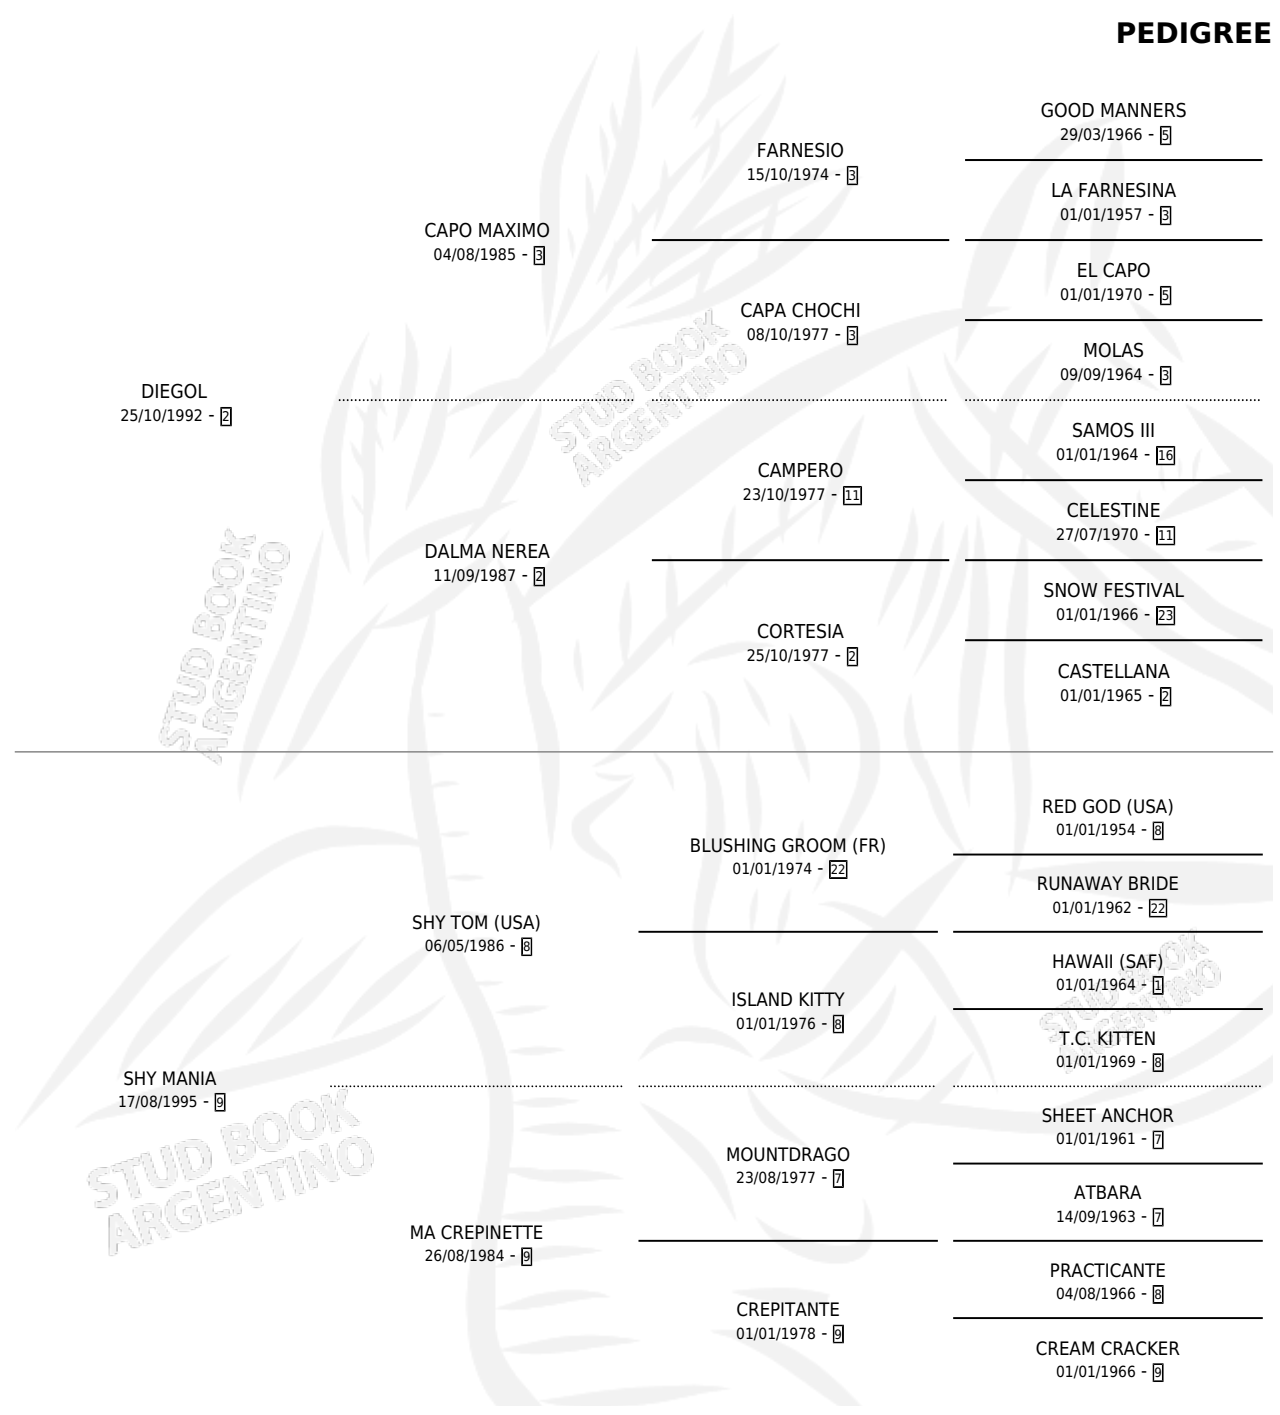 PEDIGREE
GOOD MANNERS
29/03/1966 - 5
FARNESIO
15/10/1974 - 3
LA FARNESINA
01/01/1957 - 3
CAPO MAXIMO
04/08/1985 - 3
EL CAPO
01/01/1970 - 5
CAPA CHOCHI
08/10/1977 - 3
MOLAS
09/09/1964 - 3
DIEGOL
25/10/1992 - 2
SAMOS III
01/01/1964 - 16
CAMPERO
23/10/1977 - 11
CELESTINE
27/07/1970 - 11
DALMA NEREA
11/09/1987 - 2
SNOW FESTIVAL
01/01/1966 - 23
CORTESIA
25/10/1977 - 2
CASTELLANA
01/01/1965 - 2
RED GOD (USA)
01/01/1954 - 8
BLUSHING GROOM (FR)
01/01/1974 - 22
RUNAWAY BRIDE
01/01/1962 - 22
SHY TOM (USA)
06/05/1986 - 8
HAWAII (SAF)
01/01/1964 - 1
ISLAND KITTY
01/01/1976 - 8
T.C. KITTEN
01/01/1969 - 8
SHY MANIA
17/08/1995 - 9
SHEET ANCHOR
01/01/1961 - 7
MOUNTDRAGO
23/08/1977 - 7
ATBARA
14/09/1963 - 7
MA CREPINETTE
26/08/1984 - 9
PRACTICANTE
04/08/1966 - 8
CREPITANTE
01/01/1978 - 9
CREAM CRACKER
01/01/1966 - 9
STUD BOOK
ARGENTINO
STUD BOOK
ARGENTINO
STUD BOOK
ARGENTINO
STUD BOOK
ARGENTINO